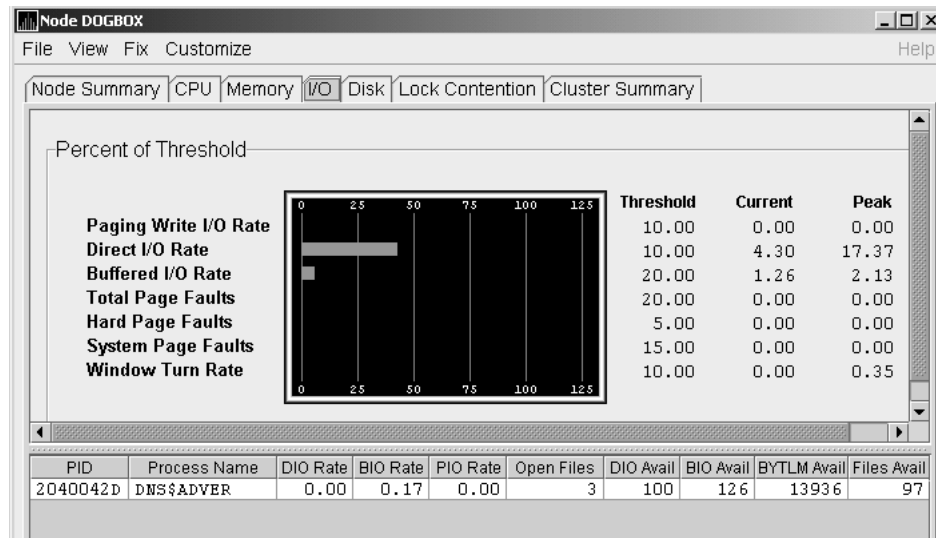 Node DOGBOX
File View Fix Customize Help
Node Summary CPU Memory I/O Disk Lock Contention Cluster Summary
Percent of Threshold
0 25 50 75 100 125 Threshold Current Peak
Paging Write I/O Rate 10.00 0.00 0.00
Direct I/O Rate 10.00 4.30 17.37
Buffered I/O Rate 20.00 1.26 2.13
Total Page Faults 20.00 0.00 0.00
Hard Page Faults 5.00 0.00 0.00
System Page Faults 15.00 0.00 0.00
Window Turn Rate 10.00 0.00 0.35
0 25 50 75 100 125
PID Process Name DIO Rate BIO Rate PIO Rate Open Files DIO Avail BIO Avail BYTLM Avail Files Avail
2040042D DNS$ADVER 0.00 0.17 0.00 3 100 126 13936 97